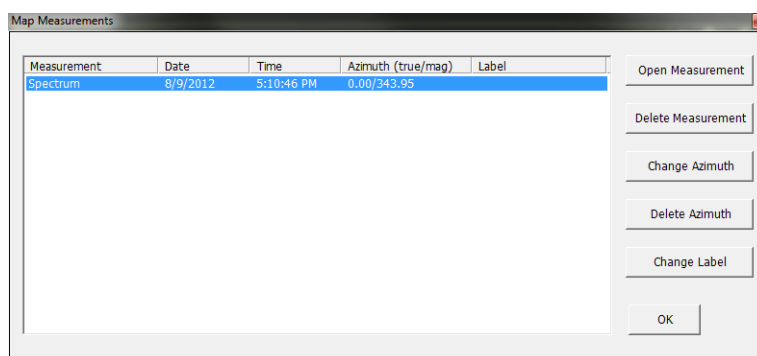 Map Measurements
Measurement Date Time Azimuth (true/mag) Label
Spectrum 8/9/2012 5:10:46 PM 0.00/343.95
Open Measurement
Delete Measurement
Change Azimuth
Delete Azimuth
Change Label
OK